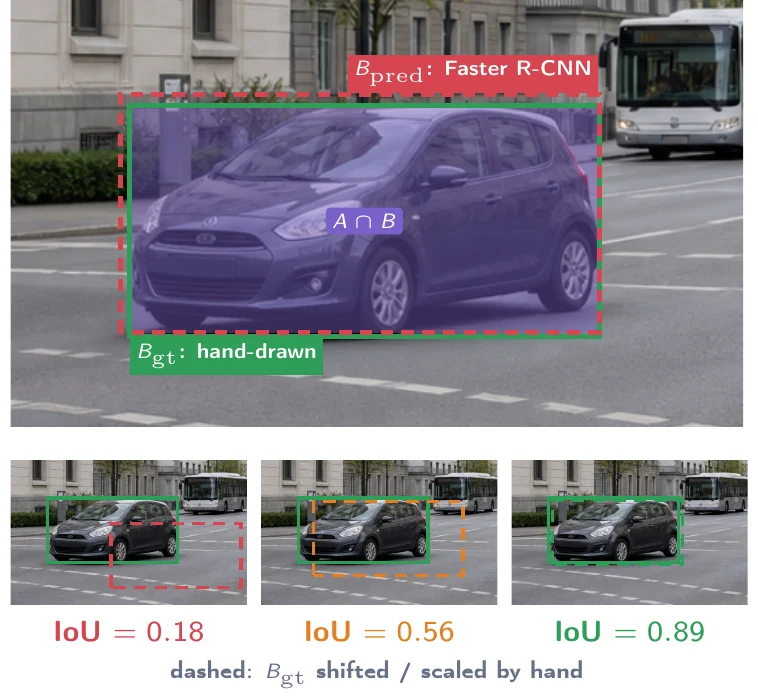 B_pred: Faster R-CNN
A ∩ B
B_gt: hand-drawn
IoU = 0.18
IoU = 0.56
IoU = 0.89
dashed: B_gt shifted / scaled by hand